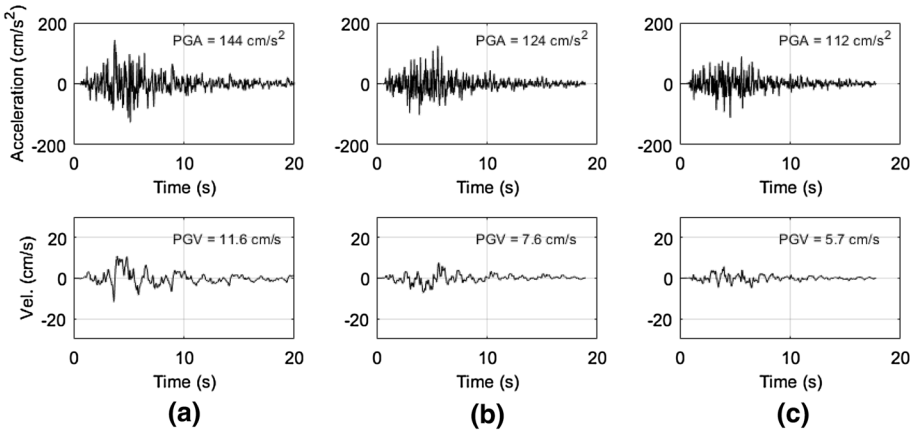 Acceleration (cm/s²)
200
0
-200
PGA = 144 cm/s²
0 10 20
Time (s)
200
0
-200
PGA = 124 cm/s²
0 10 20
Time (s)
200
0
-200
PGA = 112 cm/s²
0 10 20
Time (s)
Vel. (cm/s)
20
0
-20
PGV = 11.6 cm/s
0 10 20
Time (s)
(a)
20
0
-20
PGV = 7.6 cm/s
0 10 20
Time (s)
(b)
20
0
-20
PGV = 5.7 cm/s
0 10 20
Time (s)
(c)